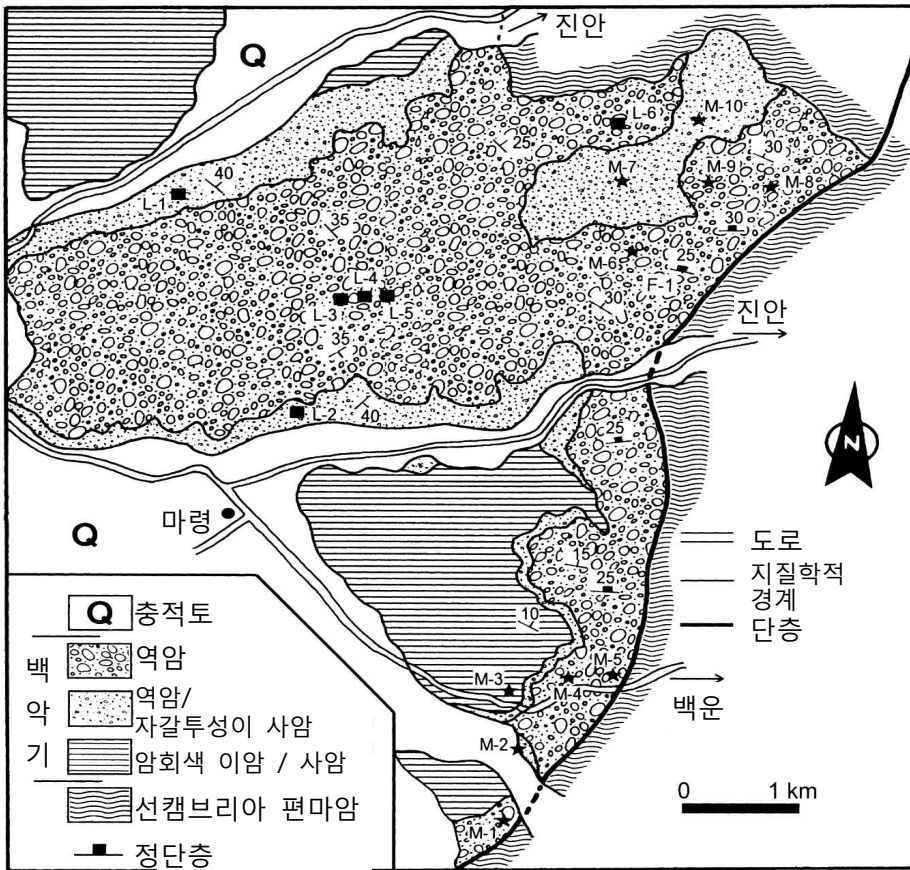 진안
Q
L-6
M-10
25
30
M-7
M-9
M-8
40
L-1
35
30
M-6
25
F-1
L-4
30
L-3
L-5
진안
35
20
L-2
40
25
N
마령
Q
도로
지질학적
경계
단층
15
25
10
M-3
M-5
M-4
백운
M-2
M-1
0 1 km
Q 충적토
백악기
역암
역암/
자갈투성이 사암
암회색 이암 / 사암
선캠브리아 편마암
정단층